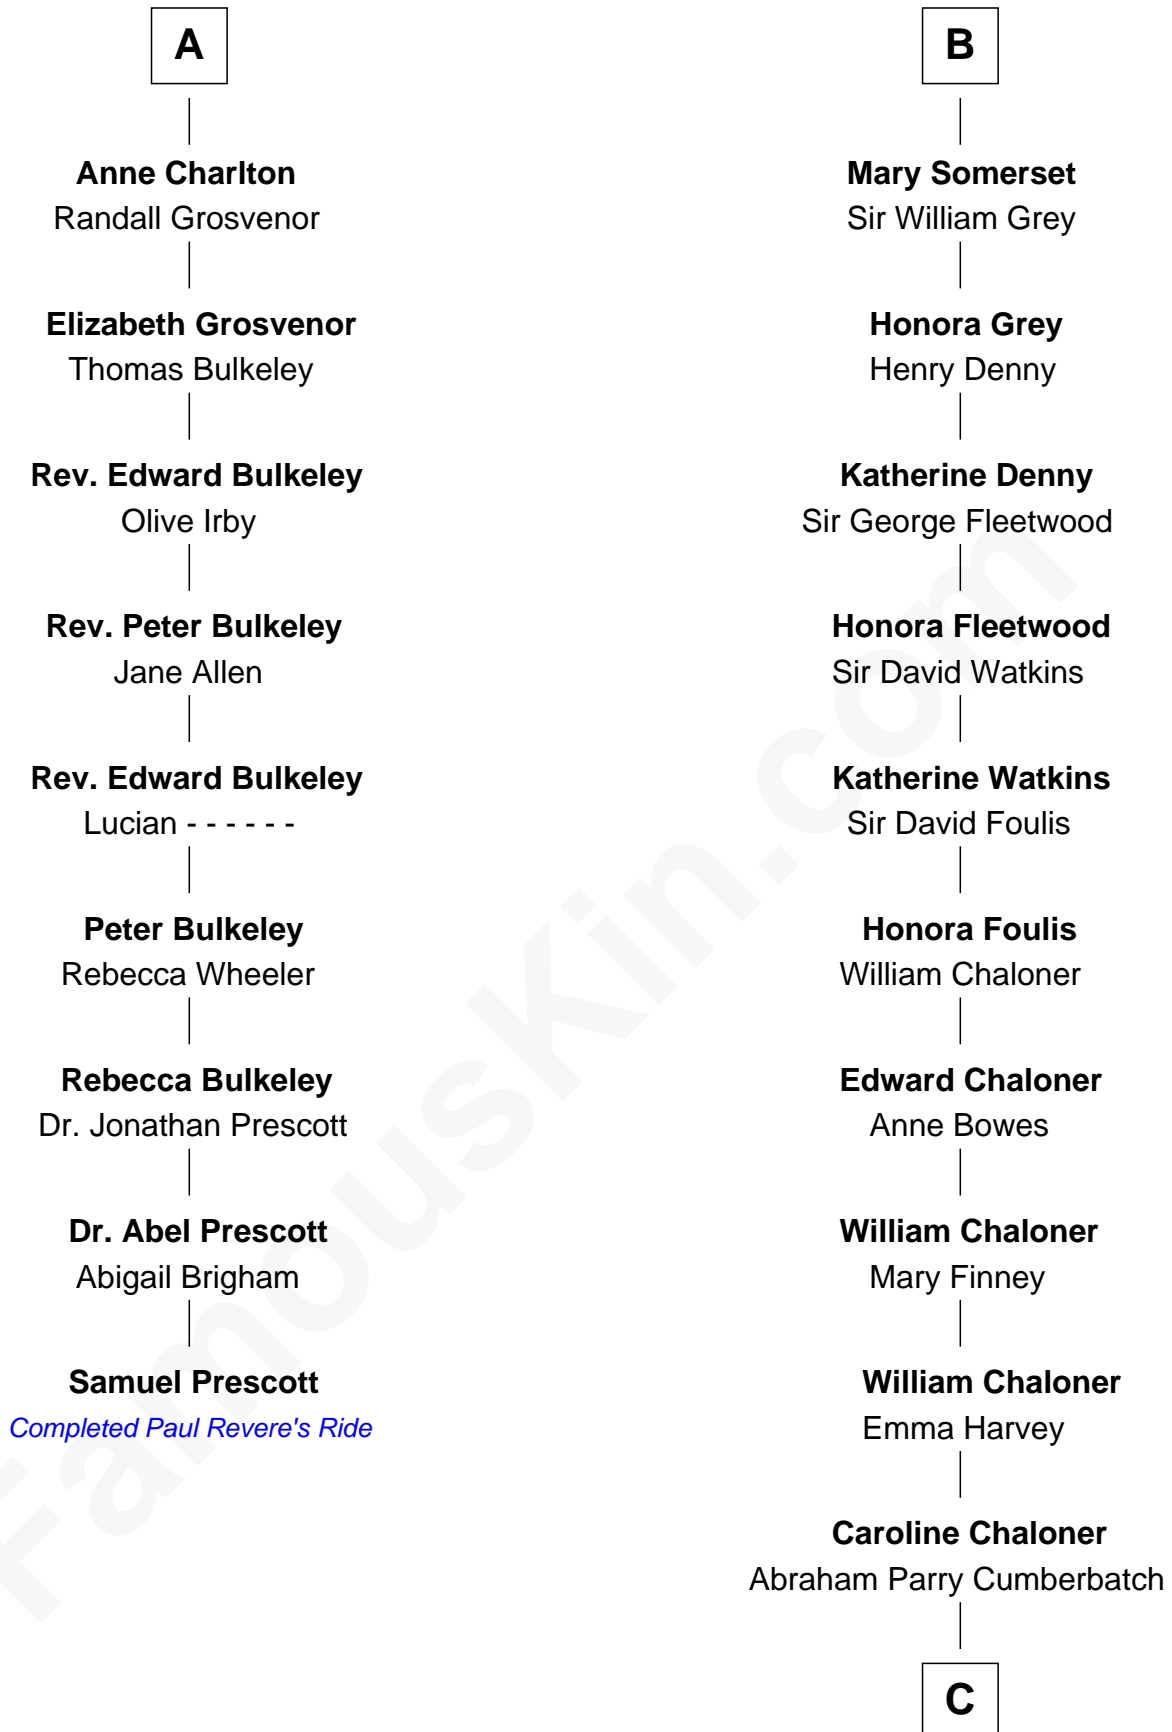 A
Anne Charlton
Randall Grosvenor
Elizabeth Grosvenor
Thomas Bulkeley
Rev. Edward Bulkeley
Olive Irby
Rev. Peter Bulkeley
Jane Allen
Rev. Edward Bulkeley
Lucian - - - - - -
Peter Bulkeley
Rebecca Wheeler
Rebecca Bulkeley
Dr. Jonathan Prescott
Dr. Abel Prescott
Abigail Brigham
Samuel Prescott
Completed Paul Revere's Ride
B
Mary Somerset
Sir William Grey
Honora Grey
Henry Denny
Katherine Denny
Sir George Fleetwood
Honora Fleetwood
Sir David Watkins
Katherine Watkins
Sir David Foulis
Honora Foulis
William Chaloner
Edward Chaloner
Anne Bowes
William Chaloner
Mary Finney
William Chaloner
Emma Harvey
Caroline Chaloner
Abraham Parry Cumberbatch
C
FamousKin.com